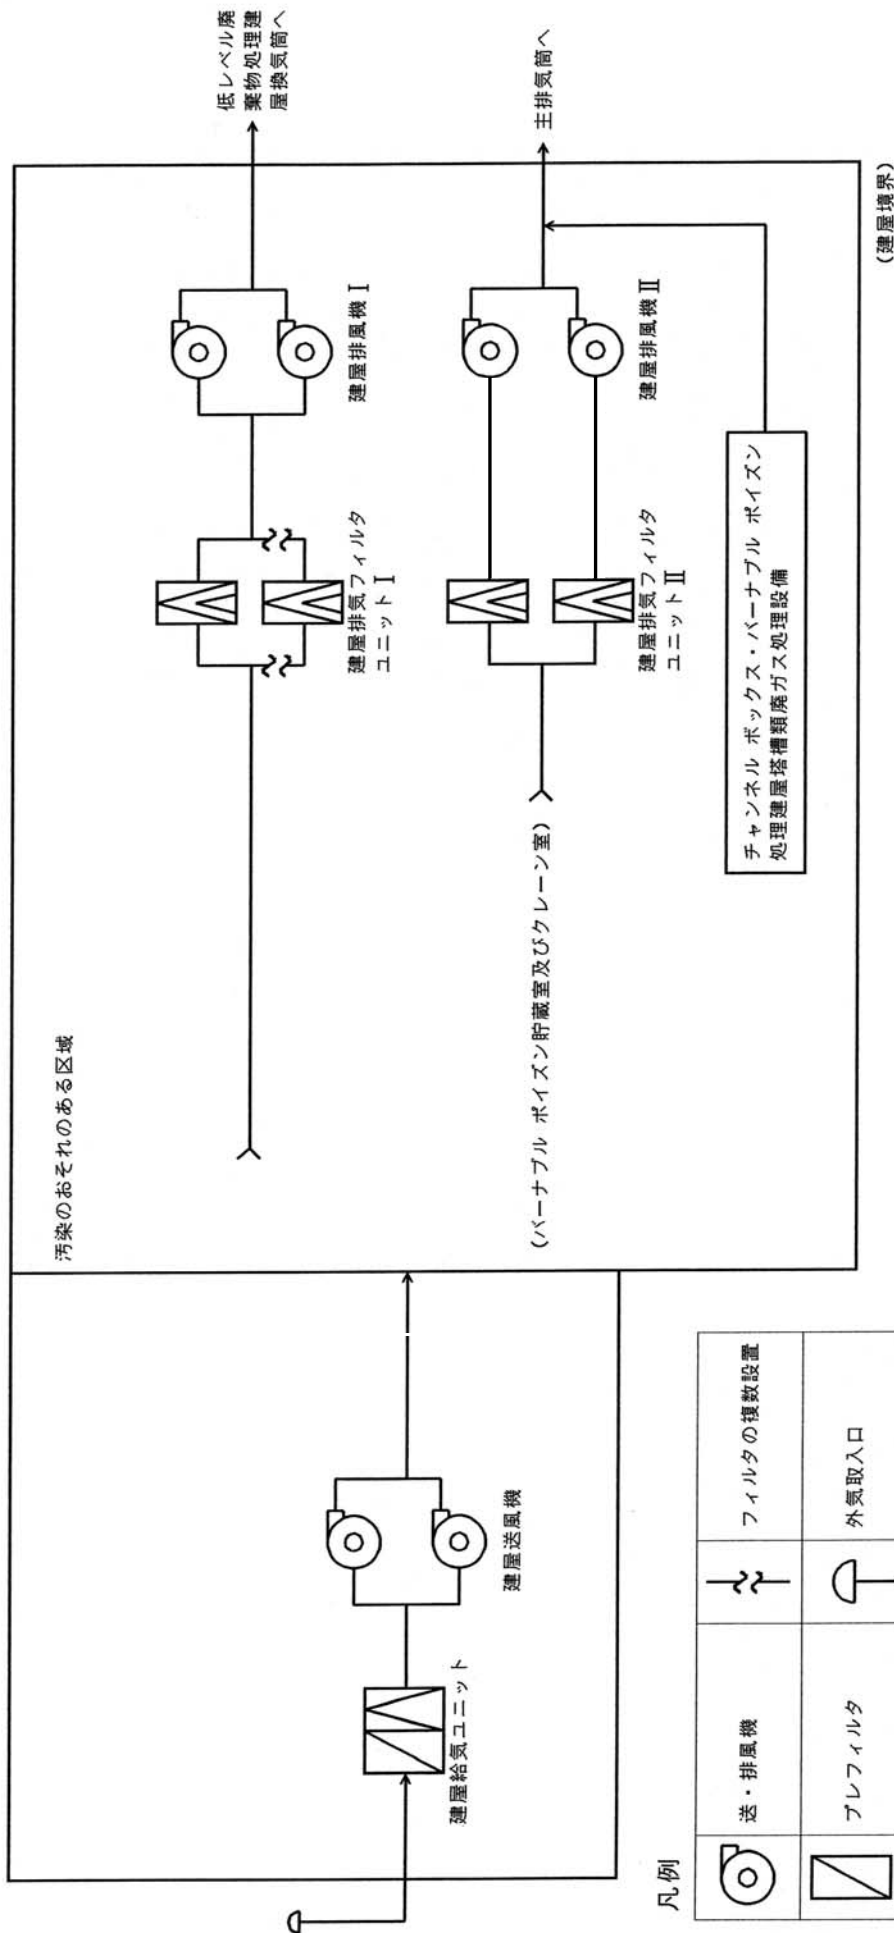 汚染のおそれのある区域
低レベル廃
棄物処理建
屋換気筒へ
建屋排気フィルタ
ユニットⅠ
建屋排風機Ⅰ
主排気筒へ
(バーナブル ポイズン貯蔵室及びクレーン室)
建屋排気フィルタ
ユニットⅡ
建屋排風機Ⅱ
建屋給気ユニット
建屋送風機
チャンネル ボックス・バーナブル ポイズン
処理建屋塔槽類廃ガス処理設備
(建屋境界)
凡例
送・排風機
フィルタの複数設置
プレフィルタ
外気取入口